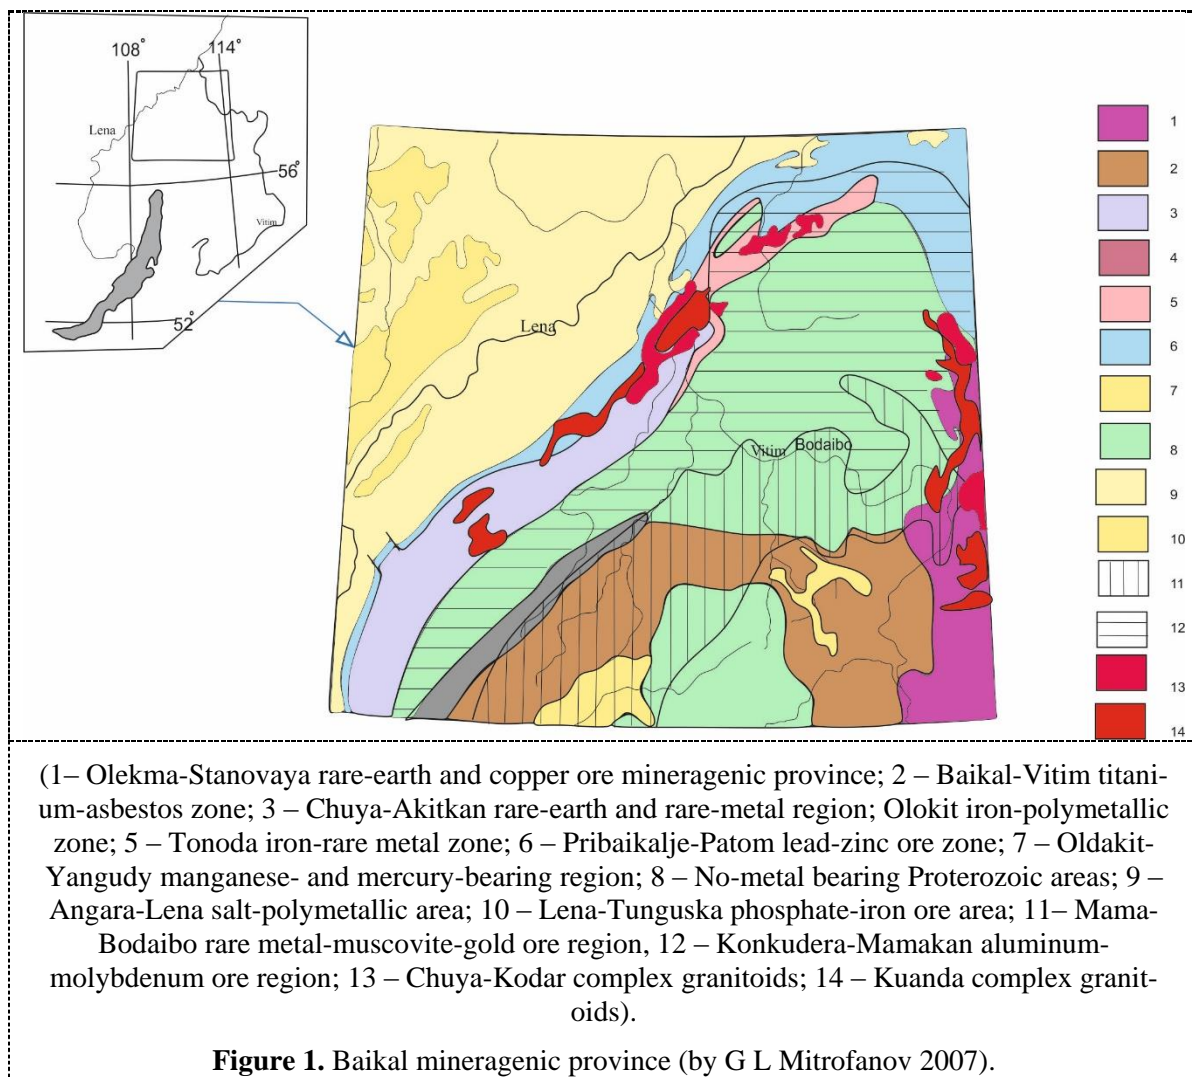 108°
114°
Lena
56°
Vitim
52°
Lena
Vitim
Bodaibo
1
2
3
4
5
6
7
8
9
10
11
12
13
14
(1– Olekma-Stanovaya rare-earth and copper ore mineragenic province; 2 – Baikal-Vitim titani-
um-asbestos zone; 3 – Chuya-Akitkan rare-earth and rare-metal region; Olokit iron-polymetallic
zone; 5 – Tonoda iron-rare metal zone; 6 – Pribaikalje-Patom lead-zinc ore zone; 7 – Oldakit-
Yangudy manganese- and mercury-bearing region; 8 – No-metal bearing Proterozoic areas; 9 –
Angara-Lena salt-polymetallic area; 10 – Lena-Tunguska phosphate-iron ore area; 11– Mama-
Bodaibo rare metal-muscovite-gold ore region, 12 – Konkudera-Mamakan aluminum-
molybdenum ore region; 13 – Chuya-Kodar complex granitoids; 14 – Kuanda complex granit-
oids).
Figure 1. Baikal mineragenic province (by G L Mitrofanov 2007).